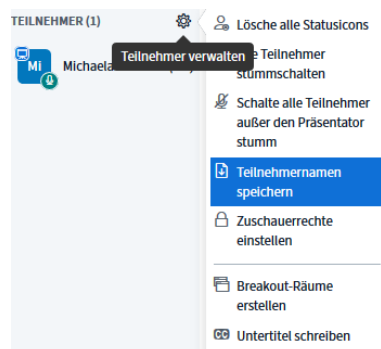 TEILNEHMER (1)
Teilnehmer verwalten
Mi
Michaela
Lösche alle Statusicons
Teilnehmer
stummschalten
Schalte alle Teilnehmer
außer den Präsentator
stumm
Teilnehmernamen
speichern
Zuschauerrechte
einstellen
Breakout-Räume
erstellen
CC Untertitel schreiben